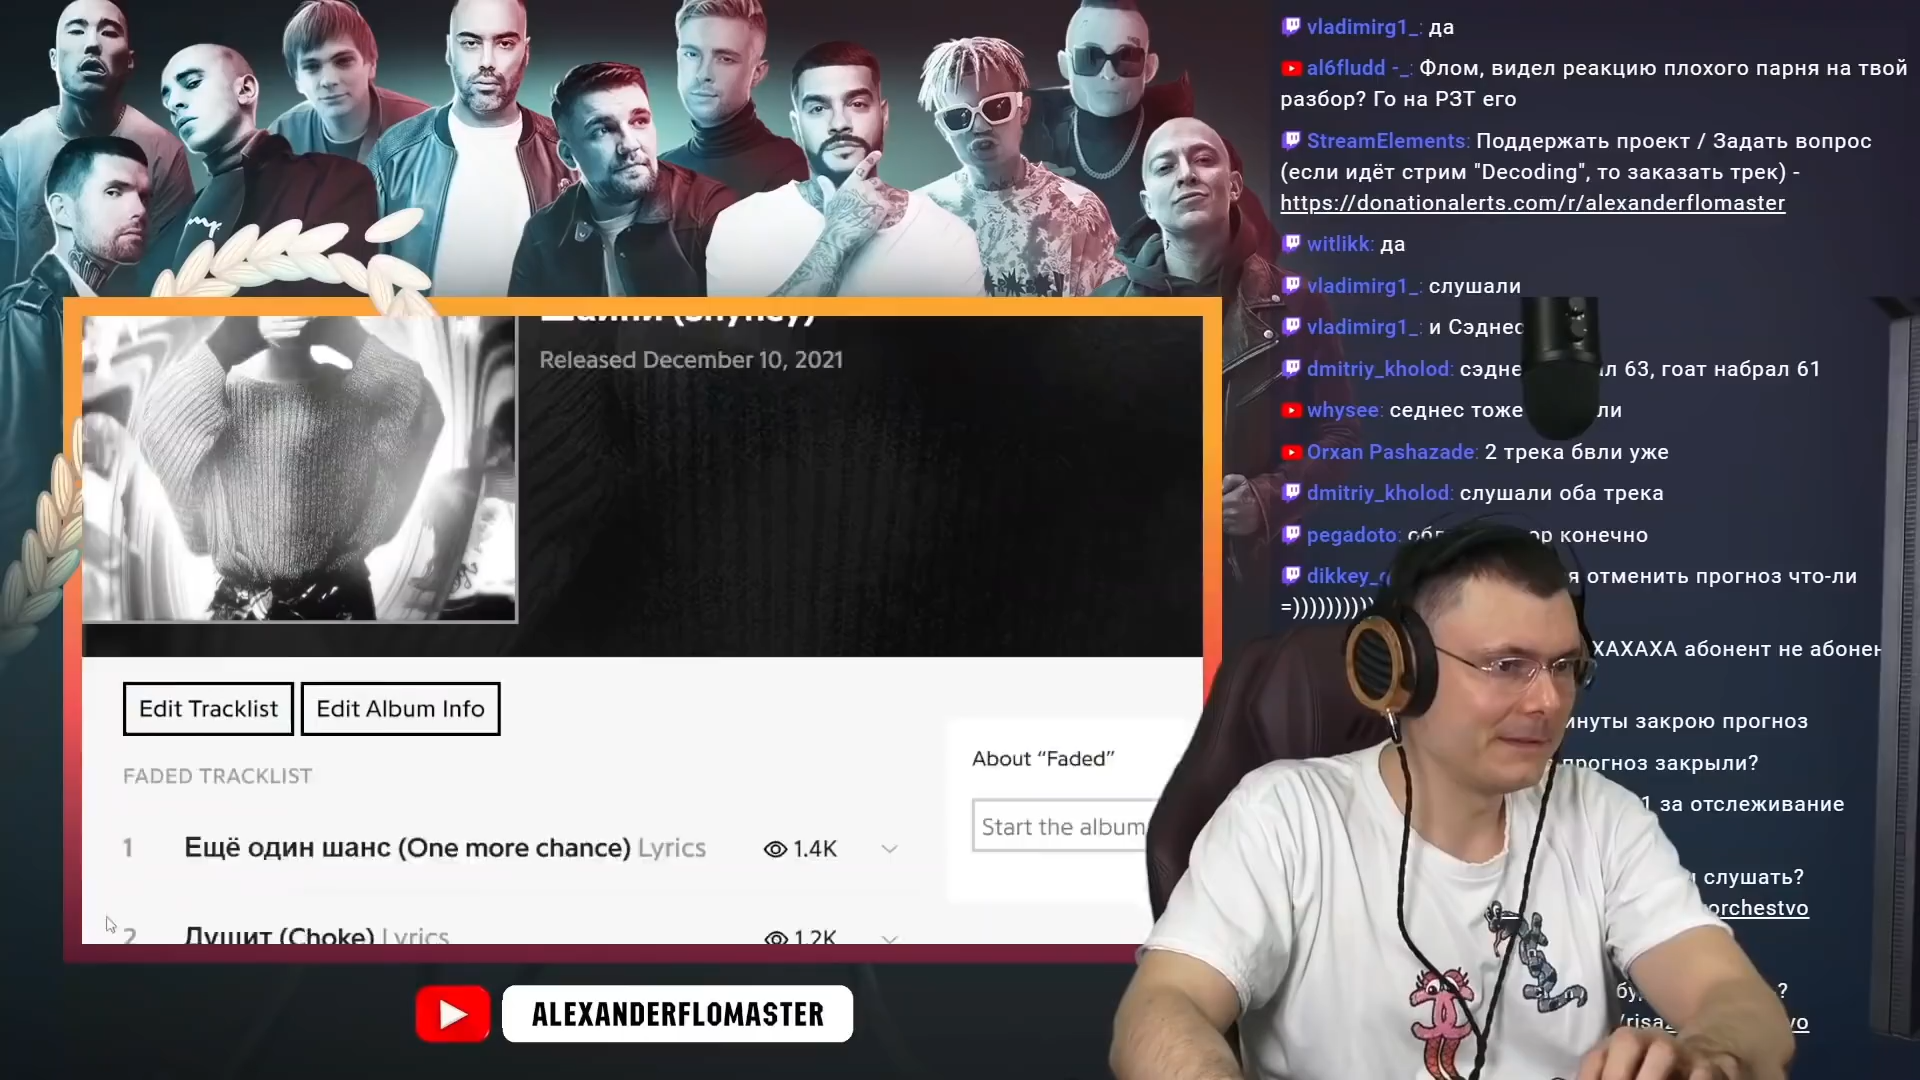 (Shyney)
Released December 10, 2021
Edit Tracklist
Edit Album Info
FADED TRACKLIST
About “Faded”
Start the album
1 Ещё один шанс (One more chance) Lyrics 1.4K
2 Душит (Choke) Lyrics 1.2K
ALEXANDERFLOMASTER
vladimirg1_: да
al6fludd -_: Флом, видел реакцию плохого парня на твой
разбор? Го на РЗТ его
StreamElements: Поддержать проект / Задать вопрос
(если идёт стрим "Decoding", то заказать трек) -
https://donationalerts.com/r/alexanderflomaster
witlikk: да
vladimirg1_: слушали
vladimirg1_: и Сэднес
dmitriy_kholod: 63, гоат набрал 61
whysee: седнес тоже
Orxan Pashazade: 2 трека бвли уже
dmitriy_kholod: слушали оба трека
pegadoto: конечно
отменить прогноз что-ли
=))))))))))
ХАХАХА абонент не
закрою прогноз
прогноз закрыли?
1 за отслеживание
слушать?